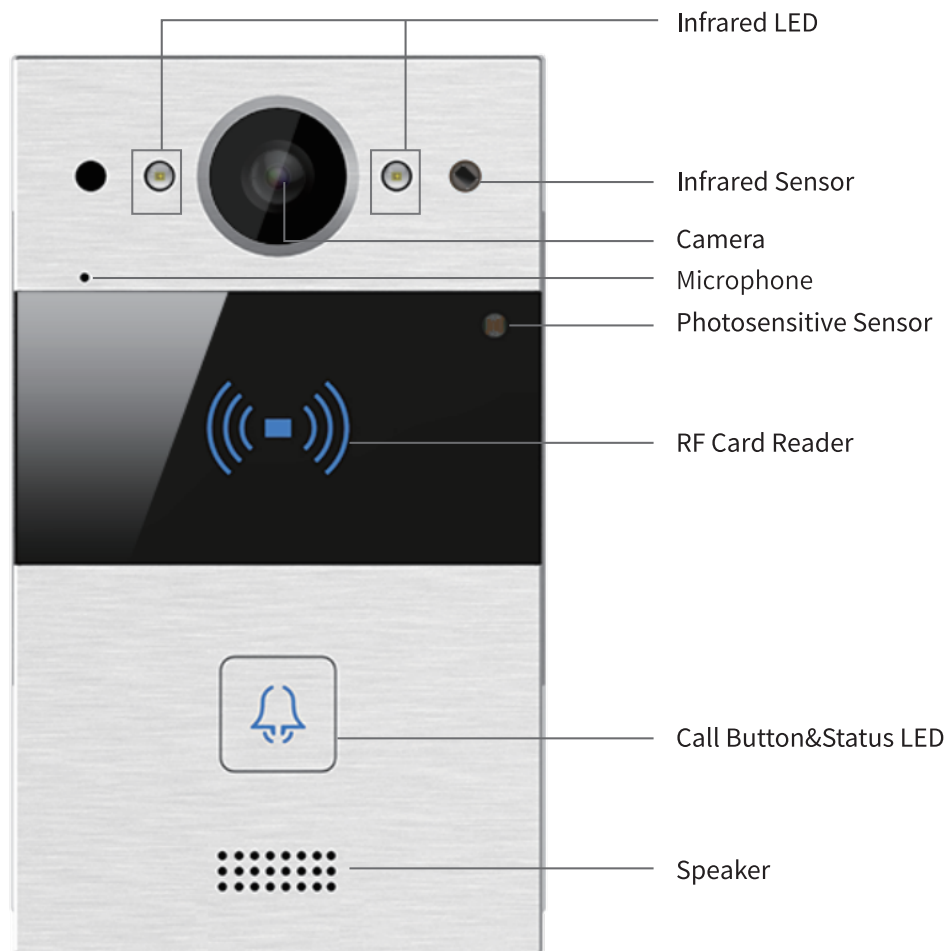 Infrared LED
Infrared Sensor
Camera
Microphone
Photosensitive Sensor
RF Card Reader
Call Button&Status LED
Speaker